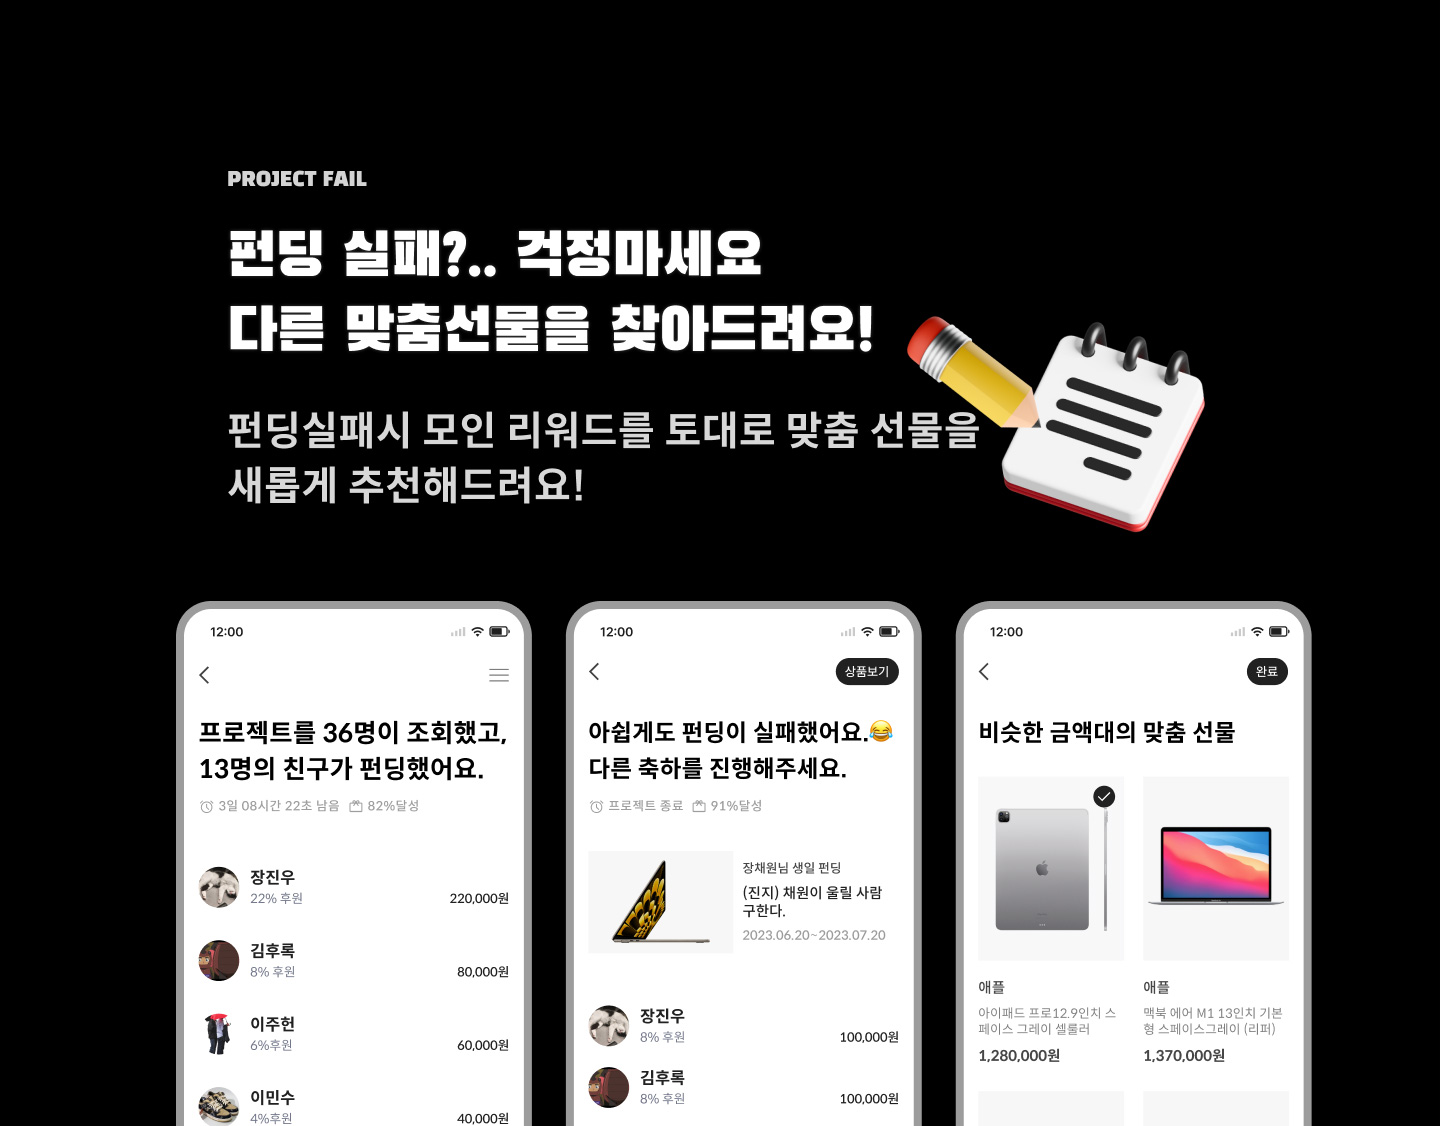 PROJECT FAIL
펀딩 실패?.. 걱정마세요
다른 맞춤선물을 찾아드려요!
펀딩실패시 모인 리워드를 토대로 맞춤 선물을
새롭게 추천해드려요!
12:00
프로젝트를 36명이 조회했고,
13명의 친구가 펀딩했어요.
3일 08시간 22초 남음 82%달성
장진우
22% 후원 220,000원
김후록
8% 후원 80,000원
이주헌
6%후원 60,000원
이민수
4%후원 40,000원
12:00
상품보기
아쉽게도 펀딩이 실패했어요.😂
다른 축하를 진행해주세요.
프로젝트 종료 91%달성
장채원님 생일 펀딩
(진지) 채원이 울릴 사람
구한다.
2023.06.20~2023.07.20
장진우
8% 후원 100,000원
김후록
8% 후원 100,000원
12:00
완료
비슷한 금액대의 맞춤 선물
애플
아이패드 프로12.9인치 스
페이스 그레이 셀룰러
1,280,000원
애플
맥북 에어 M1 13인치 기본
형 스페이스그레이 (리퍼)
1,370,000원